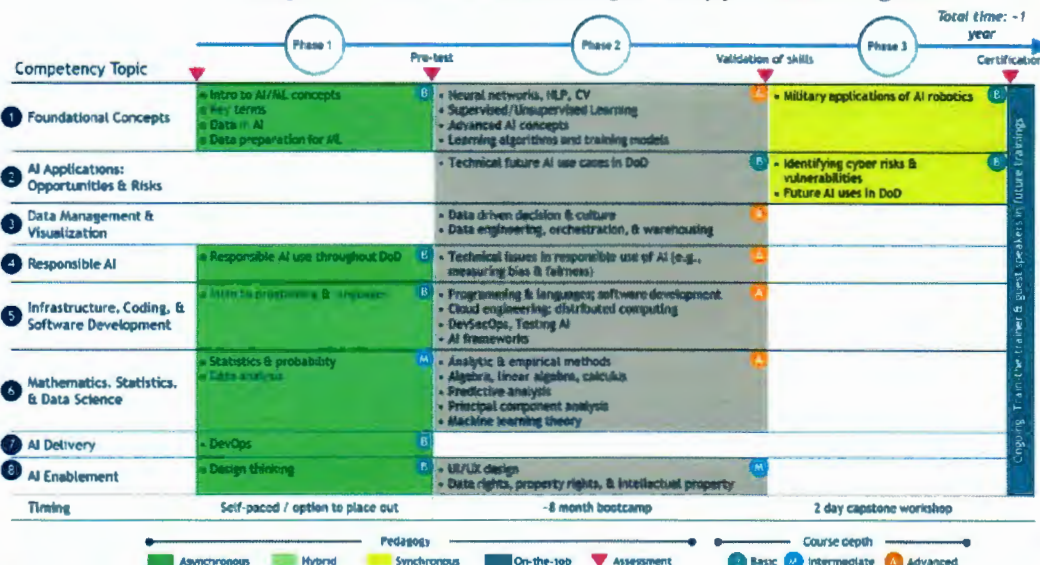 Total time: ~1
year
Phase 1
Phase 2
Phase 3
Pre-test
Validation of skills
Certification
Competency Topic
1 Foundational Concepts
• Intro to AI/ML concepts
• Key terms
• Data in AI
• Data preparation for ML
B
• Neural networks, NLP, CV
• Supervised/Unsupervised Learning
• Advanced AI concepts
• Learning algorithms and training models
A
• Military applications of AI robotics
B
2 AI Applications:
Opportunities & Risks
• Technical future AI use cases in DoD
B
• Identifying cyber risks &
vulnerabilities
• Future AI uses in DoD
B
3 Data Management &
Visualization
• Data driven decision & culture
• Data engineering, orchestration, & warehousing
4 Responsible AI
• Responsible AI use throughout DoD
B
• Technical issues in responsible use of AI (e.g.,
measuring bias & fairness)
A
5 Infrastructure, Coding, &
Software Development
• Intro to programming & languages
B
• Programming & languages; software development
• Cloud engineering; distributed computing
• DevSecOps, Testing AI
• AI frameworks
A
6 Mathematics, Statistics,
& Data Science
• Statistics & probability
• Data analysis
M
• Analytic & empirical methods
• Algebra, linear algebra, calculus
• Predictive analysis
• Principal component analysis
• Machine learning theory
A
7 AI Delivery
• DevOps
B
8 AI Enablement
• Design thinking
B
• UI/UX design
• Data rights, property rights, & intellectual property
M
Ongoing: Train the trainer & guest speakers in future trainings
Timing
Self-paced / option to place out
~8 month bootcamp
2 day capstone workshop
Pedagogy
Course depth
Asynchronous
Hybrid
Synchronous
On-the-job
Assessment
B Basic
M Intermediate
A Advanced